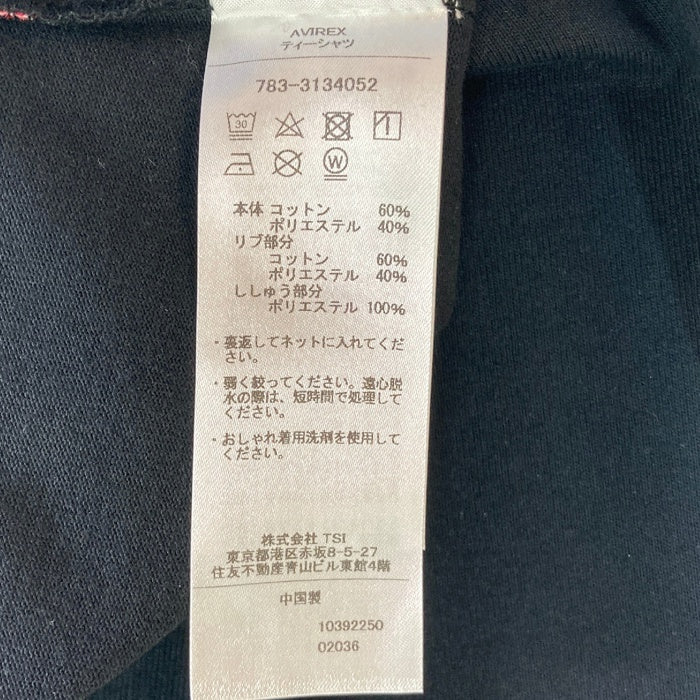 AVIREX
ティーシャツ
783-3134052
30
W
本体 コットン 60%
ポリエステル 40%
リブ部分
コットン 60%
ポリエステル 40%
ししゅう部分
ポリエステル 100%
・裏返してネットに入れてくだ
さい。
・弱く絞ってください。遠心脱
水の際は、短時間で処理して
ください。
・おしゃれ着用洗剤を使用して
ください。
株式会社 TSI
東京都港区赤坂8-5-27
住友不動産青山ビル東館4階
中国製
10392250
02036